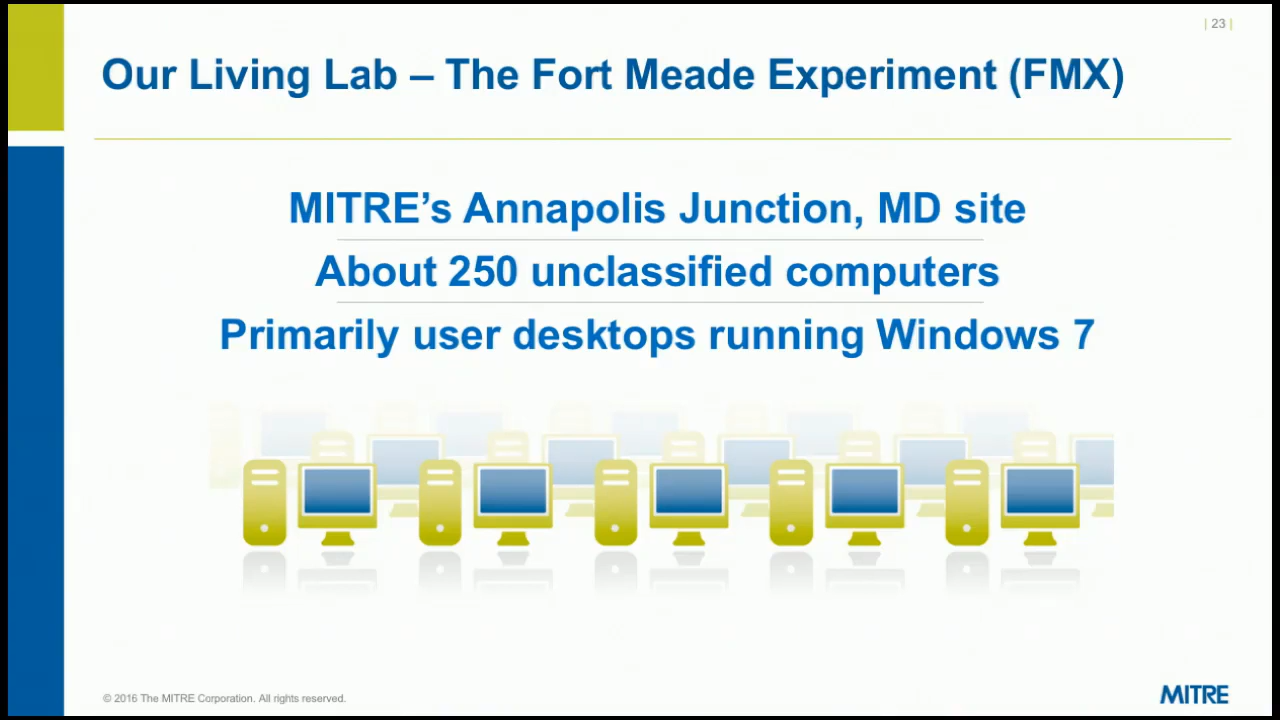 | 23 |
Our Living Lab – The Fort Meade Experiment (FMX)
MITRE’s Annapolis Junction, MD site
About 250 unclassified computers
Primarily user desktops running Windows 7
© 2016 The MITRE Corporation. All rights reserved.
MITRE